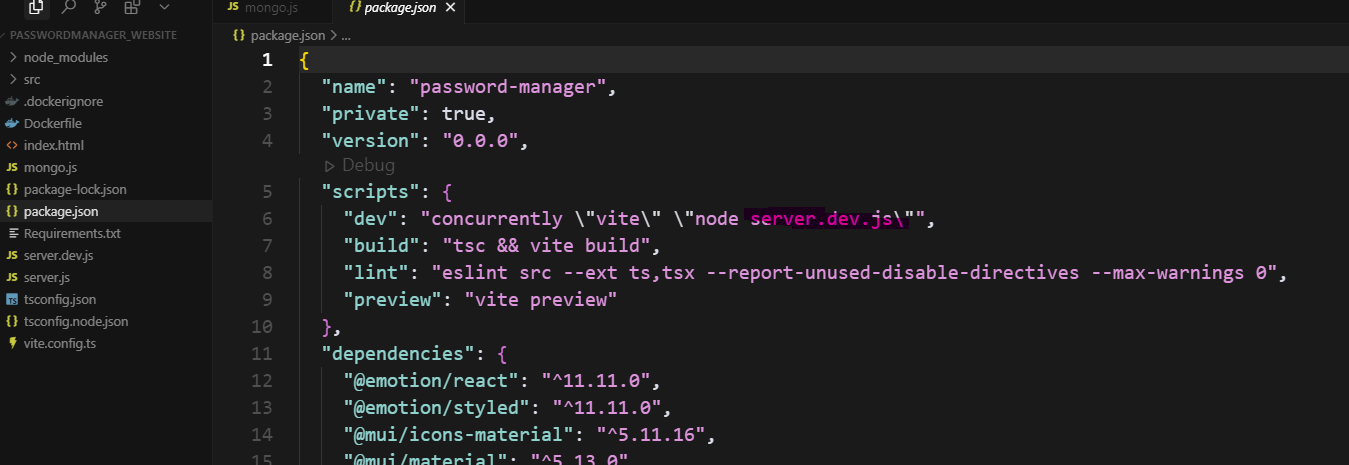 mongo.js
package.json
PASSWORDMANAGER_WEBSITE
node_modules
src
.dockerignore
Dockerfile
index.html
mongo.js
package-lock.json
package.json
Requirements.txt
server.dev.js
server.js
tsconfig.json
tsconfig.node.json
vite.config.ts
package.json > ...
1 {
2 "name": "password-manager",
3 "private": true,
4 "version": "0.0.0",
Debug
5 "scripts": {
6 "dev": "concurrently \"vite\" \"node server.dev.js\"",
7 "build": "tsc && vite build",
8 "lint": "eslint src --ext ts,tsx --report-unused-disable-directives --max-warnings 0",
9 "preview": "vite preview"
10 },
11 "dependencies": {
12 "@emotion/react": "^11.11.0",
13 "@emotion/styled": "^11.11.0",
14 "@mui/icons-material": "^5.11.16",
15 "@mui/material": "^5.13.0"